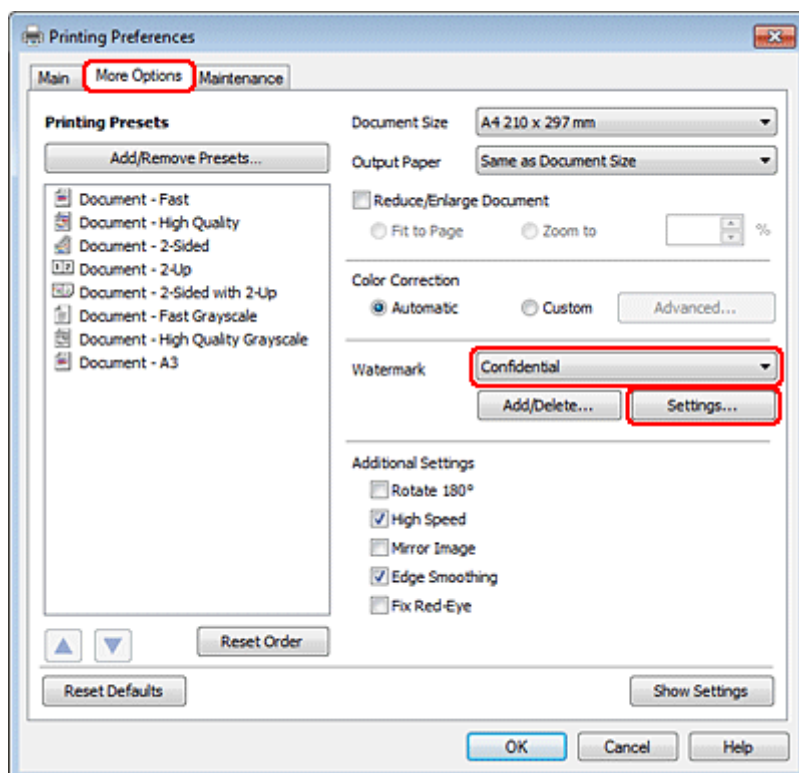 Printing Preferences
Main More Options Maintenance
Printing Presets
Add/Remove Presets...
Document - Fast
Document - High Quality
Document - 2-Sided
Document - 2-Up
Document - 2-Sided with 2-Up
Document - Fast Grayscale
Document - High Quality Grayscale
Document - A3
Reset Order
Document Size A4 210 x 297 mm
Output Paper Same as Document Size
Reduce/Enlarge Document
Fit to Page Zoom to %
Color Correction
Automatic Custom Advanced...
Watermark Confidential
Add/Delete... Settings...
Additional Settings
Rotate 180°
High Speed
Mirror Image
Edge Smoothing
Fix Red-Eye
Reset Defaults Show Settings
OK Cancel Help